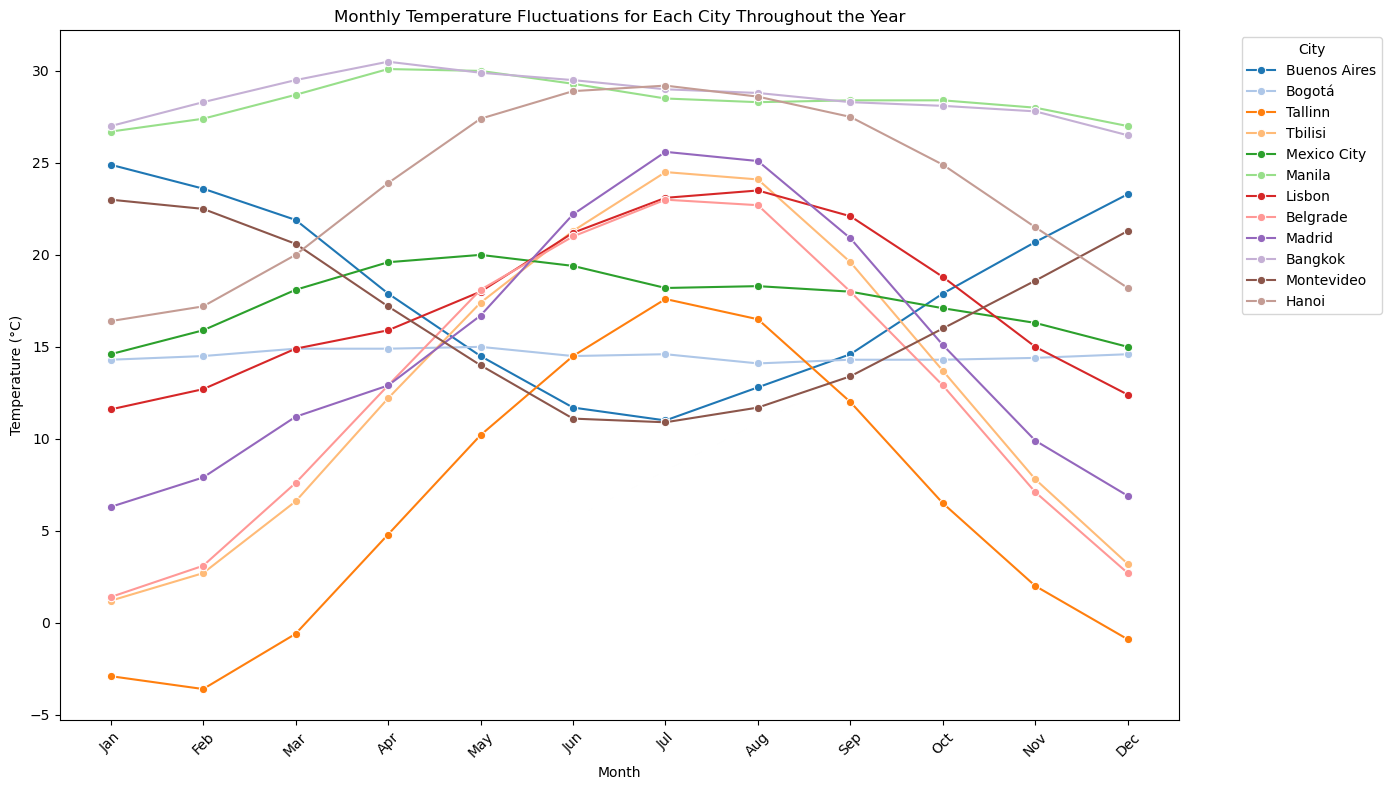 Monthly Temperature Fluctuations for Each City Throughout the Year
City
Buenos Aires
Bogotá
Tallinn
Tbilisi
Mexico City
Manila
Lisbon
Belgrade
Madrid
Bangkok
Montevideo
Hanoi
Temperature (°C)
30
25
20
15
10
5
0
−5
Jan
Feb
Mar
Apr
May
Jun
Jul
Aug
Sep
Oct
Nov
Dec
Month